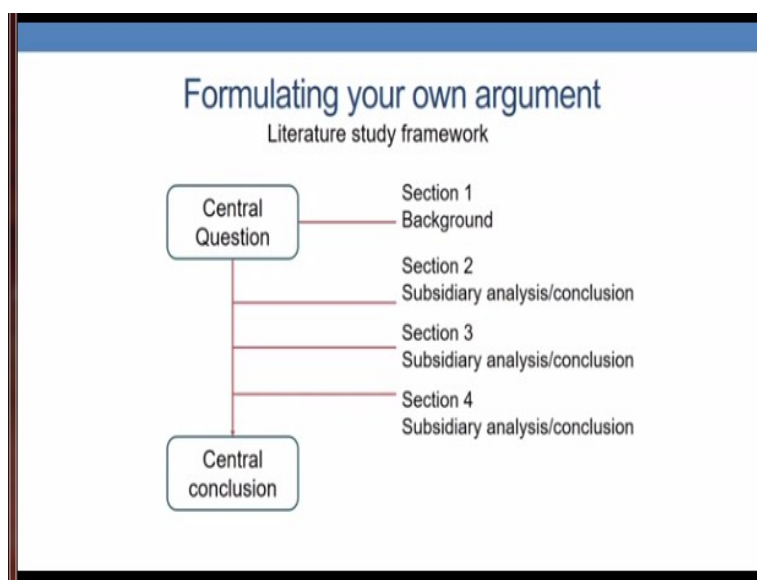 Formulating your own argument
Literature study framework
Central
Question
Section 1
Background
Section 2
Subsidiary analysis/conclusion
Section 3
Subsidiary analysis/conclusion
Section 4
Subsidiary analysis/conclusion
Central
conclusion